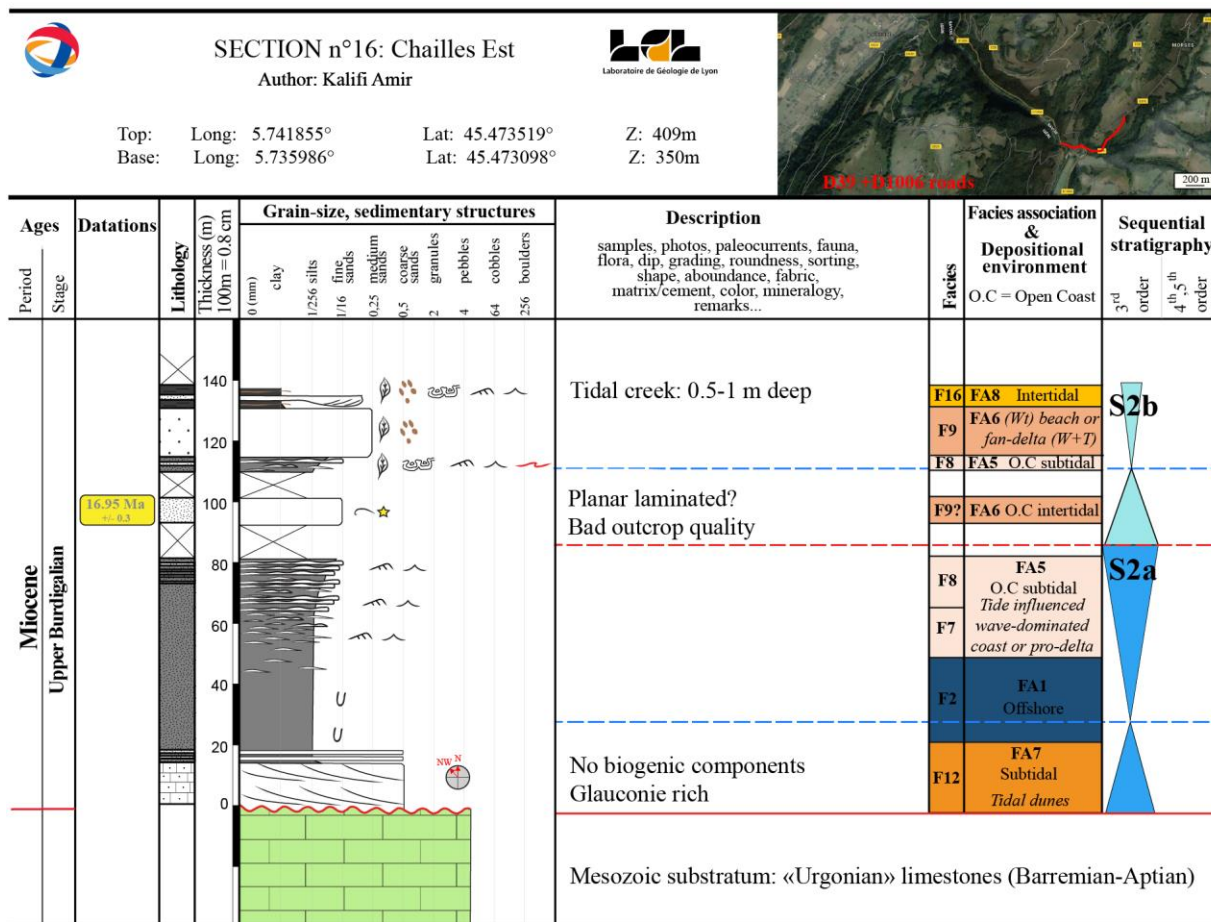 SECTION n°16: Chailles Est
Author: Kalifi Amir
LGL
Laboratoire de Géologie de Lyon
Top: Long: 5.741855° Lat: 45.473519° Z: 409m
Base: Long: 5.735986° Lat: 45.473098° Z: 350m
D39 +D1006 roads
200 m
Ages
Period
Stage
Datations
Lithology
Thickness (m)
100m = 0.8 cm
Grain-size, sedimentary structures
0 (mm)
clay
1/256 silts
1/16 fine sands
0,25 medium sands
0,5 coarse sands
2 granules
4 pebbles
64 cobbles
256 boulders
Description
samples, photos, paleocurrents, fauna,
flora, dip, grading, roundness, sorting,
shape, aboundance, fabric,
matrix/cement, color, mineralogy,
remarks...
Facies
Facies association
&
Depositional
environment
O.C = Open Coast
Sequential
stratigraphy
3rd order
4th,5th order
Miocene
Upper Burdigalian
16.95 Ma
+/- 0.3
140
120
100
80
60
40
20
0
NW N
Tidal creek: 0.5-1 m deep
Planar laminated?
Bad outcrop quality
No biogenic components
Glauconie rich
Mesozoic substratum: «Urgonian» limestones (Barremian-Aptian)
F16 FA8 Intertidal
F9 FA6 (Wt) beach or
fan-delta (W+T)
F8 FA5 O.C subtidal
F9? FA6 O.C intertidal
F8
F7
FA5
O.C subtidal
Tide influenced
wave-dominated
coast or pro-delta
F2
FA1
Offshore
F12
FA7
Subtidal
Tidal dunes
S2b
S2a